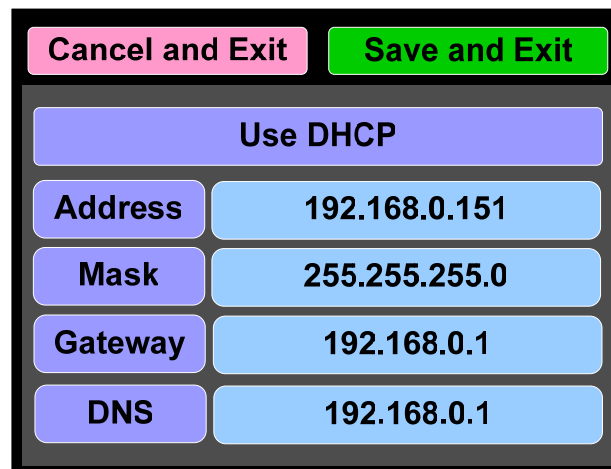 Cancel and Exit Save and Exit
Use DHCP
Address 192.168.0.151
Mask 255.255.255.0
Gateway 192.168.0.1
DNS 192.168.0.1